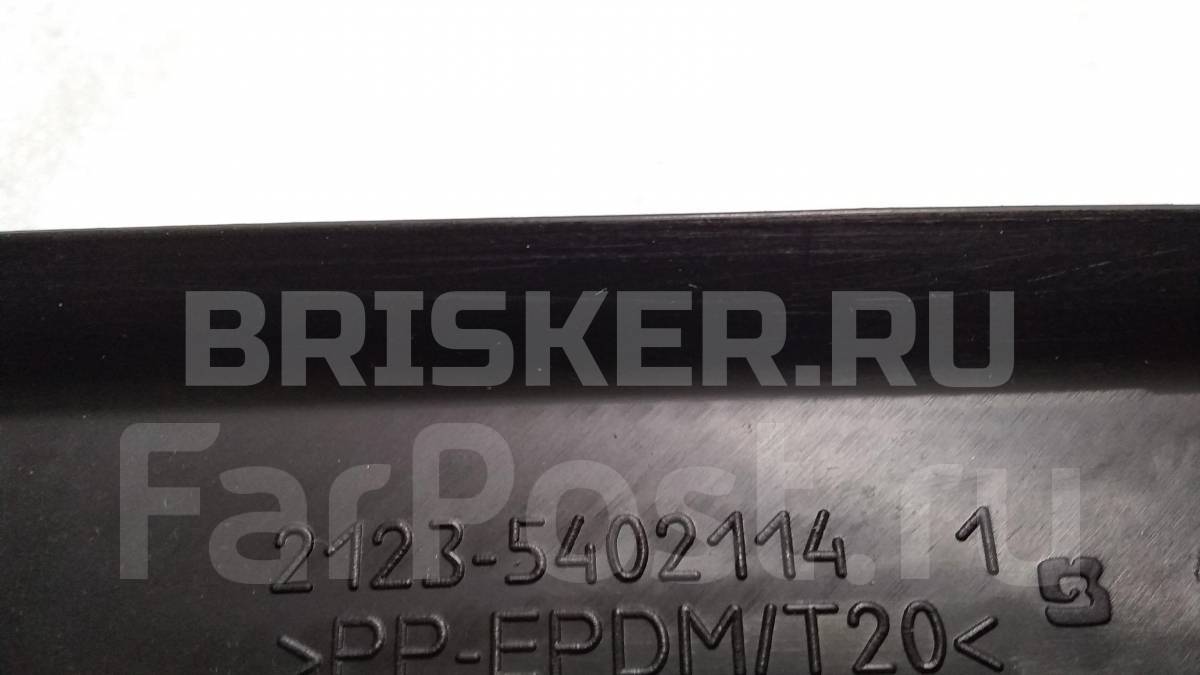 BRISKER.RU
FarPost.ru
2123-5402114 1
>PP-EPDM/T20<